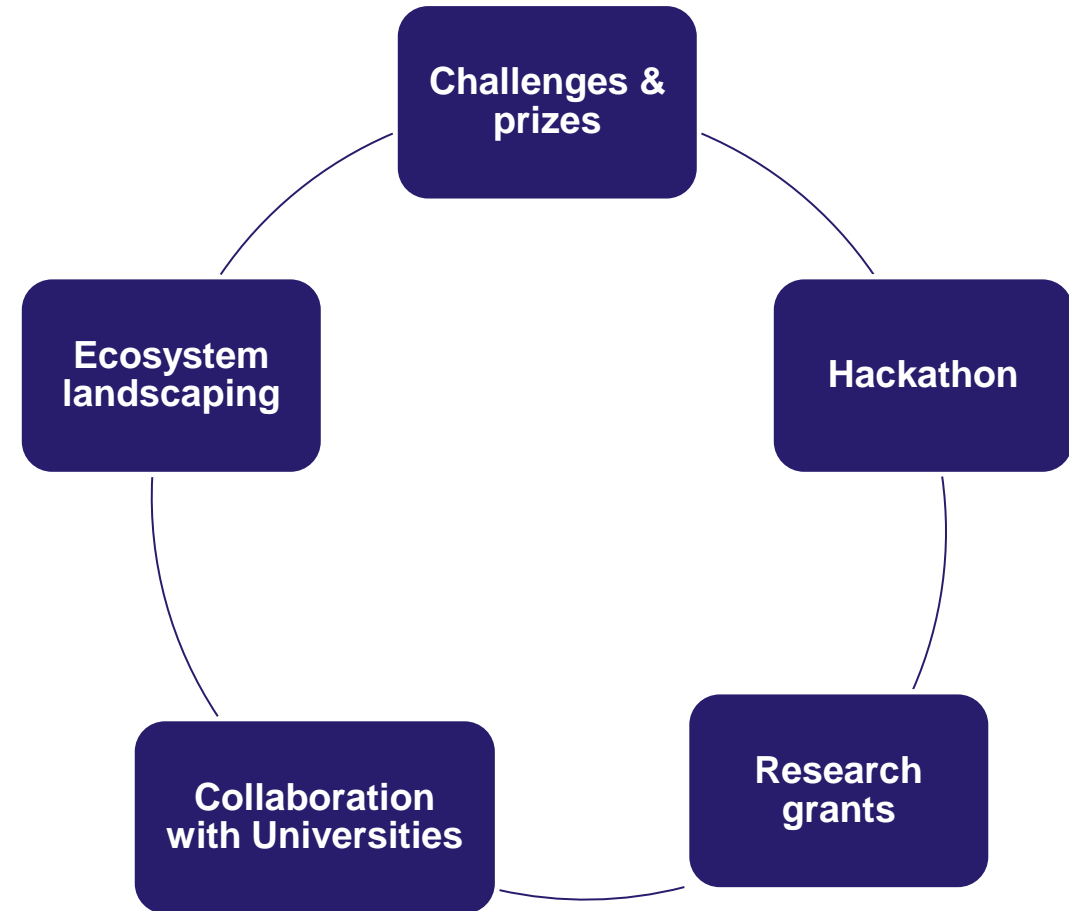 Challenges &
prizes
Hackathon
Research
grants
Collaboration
with Universities
Ecosystem
landscaping